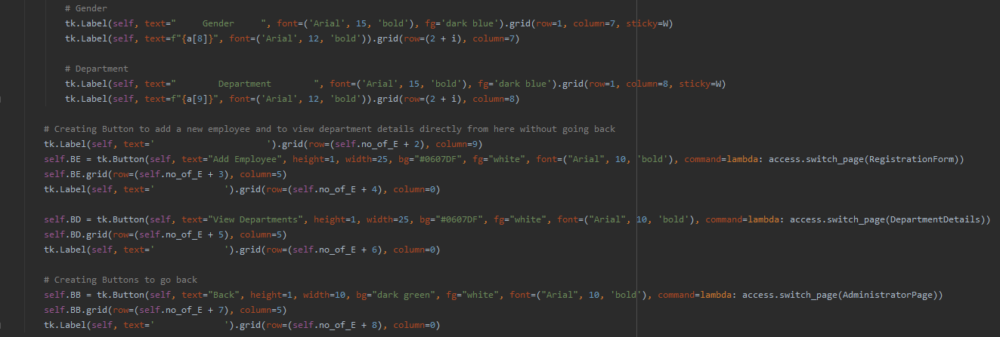 # Gender
tk.Label(self, text="     Gender     ", font=('Arial', 15, 'bold'), fg='dark blue').grid(row=1, column=7, sticky=W)
tk.Label(self, text=f"{a[8]}", font=('Arial', 12, 'bold')).grid(row=(2 + i), column=7)
# Department
tk.Label(self, text="        Department        ", font=('Arial', 15, 'bold'), fg='dark blue').grid(row=1, column=8, sticky=W)
tk.Label(self, text=f"{a[9]}", font=('Arial', 12, 'bold')).grid(row=(2 + i), column=8)
# Creating Button to add a new employee and to view department details directly from here without going back
tk.Label(self, text='                     ').grid(row=(self.no_of_E + 2), column=9)
self.BE = tk.Button(self, text="Add Employee", height=1, width=25, bg="#0607DF", fg="white", font=("Arial", 10, 'bold'), command=lambda: access.switch_page(RegistrationForm))
self.BE.grid(row=(self.no_of_E + 3), column=5)
tk.Label(self, text='             ').grid(row=(self.no_of_E + 4), column=0)
self.BD = tk.Button(self, text="View Departments", height=1, width=25, bg="#0607DF", fg="white", font=("Arial", 10, 'bold'), command=lambda: access.switch_page(DepartmentDetails))
self.BD.grid(row=(self.no_of_E + 5), column=5)
tk.Label(self, text='             ').grid(row=(self.no_of_E + 6), column=0)
# Creating Buttons to go back
self.BB = tk.Button(self, text="Back", height=1, width=10, bg="dark green", fg="white", font=("Arial", 10, 'bold'), command=lambda: access.switch_page(AdministratorPage))
self.BB.grid(row=(self.no_of_E + 7), column=5)
tk.Label(self, text='             ').grid(row=(self.no_of_E + 8), column=0)